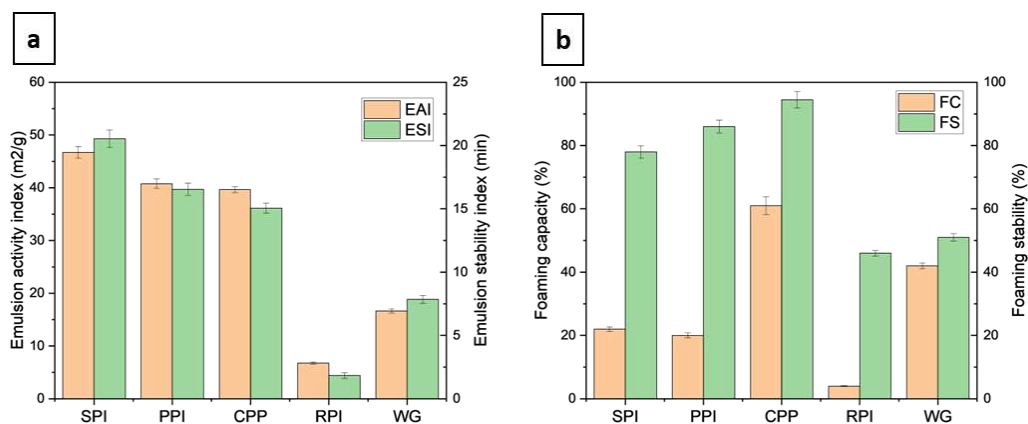 a
60
50
40
30
20
10
0
Emulsion activity index (m2/g)
25
20
15
10
5
0
Emulsion stability index (min)
EAI
ESI
SPI PPI CPP RPI WG
b
100
80
60
40
20
0
Foaming capacity (%)
100
80
60
40
20
0
Foaming stability (%)
FC
FS
SPI PPI CPP RPI WG